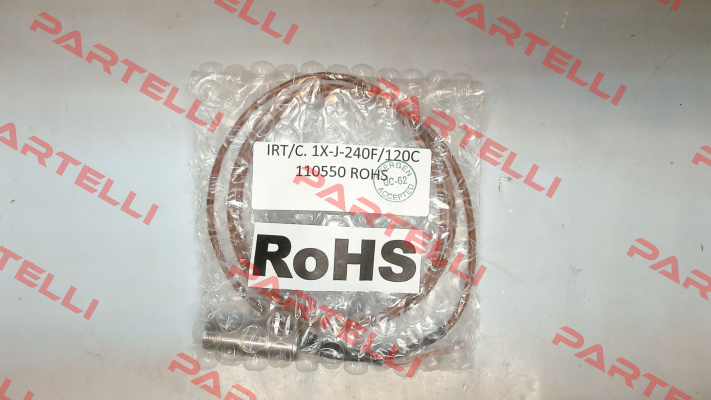 PARTELLI
PARTELLI
PARTELLI
PARTELLI
IRT/C. 1X-J-240F/120C
110550 ROHS
ERGEN
QC-62
ACCEPTED
RoHS
PARTELLI
PARTELLI
PARTELLI
PARTELLI
PARTELLI